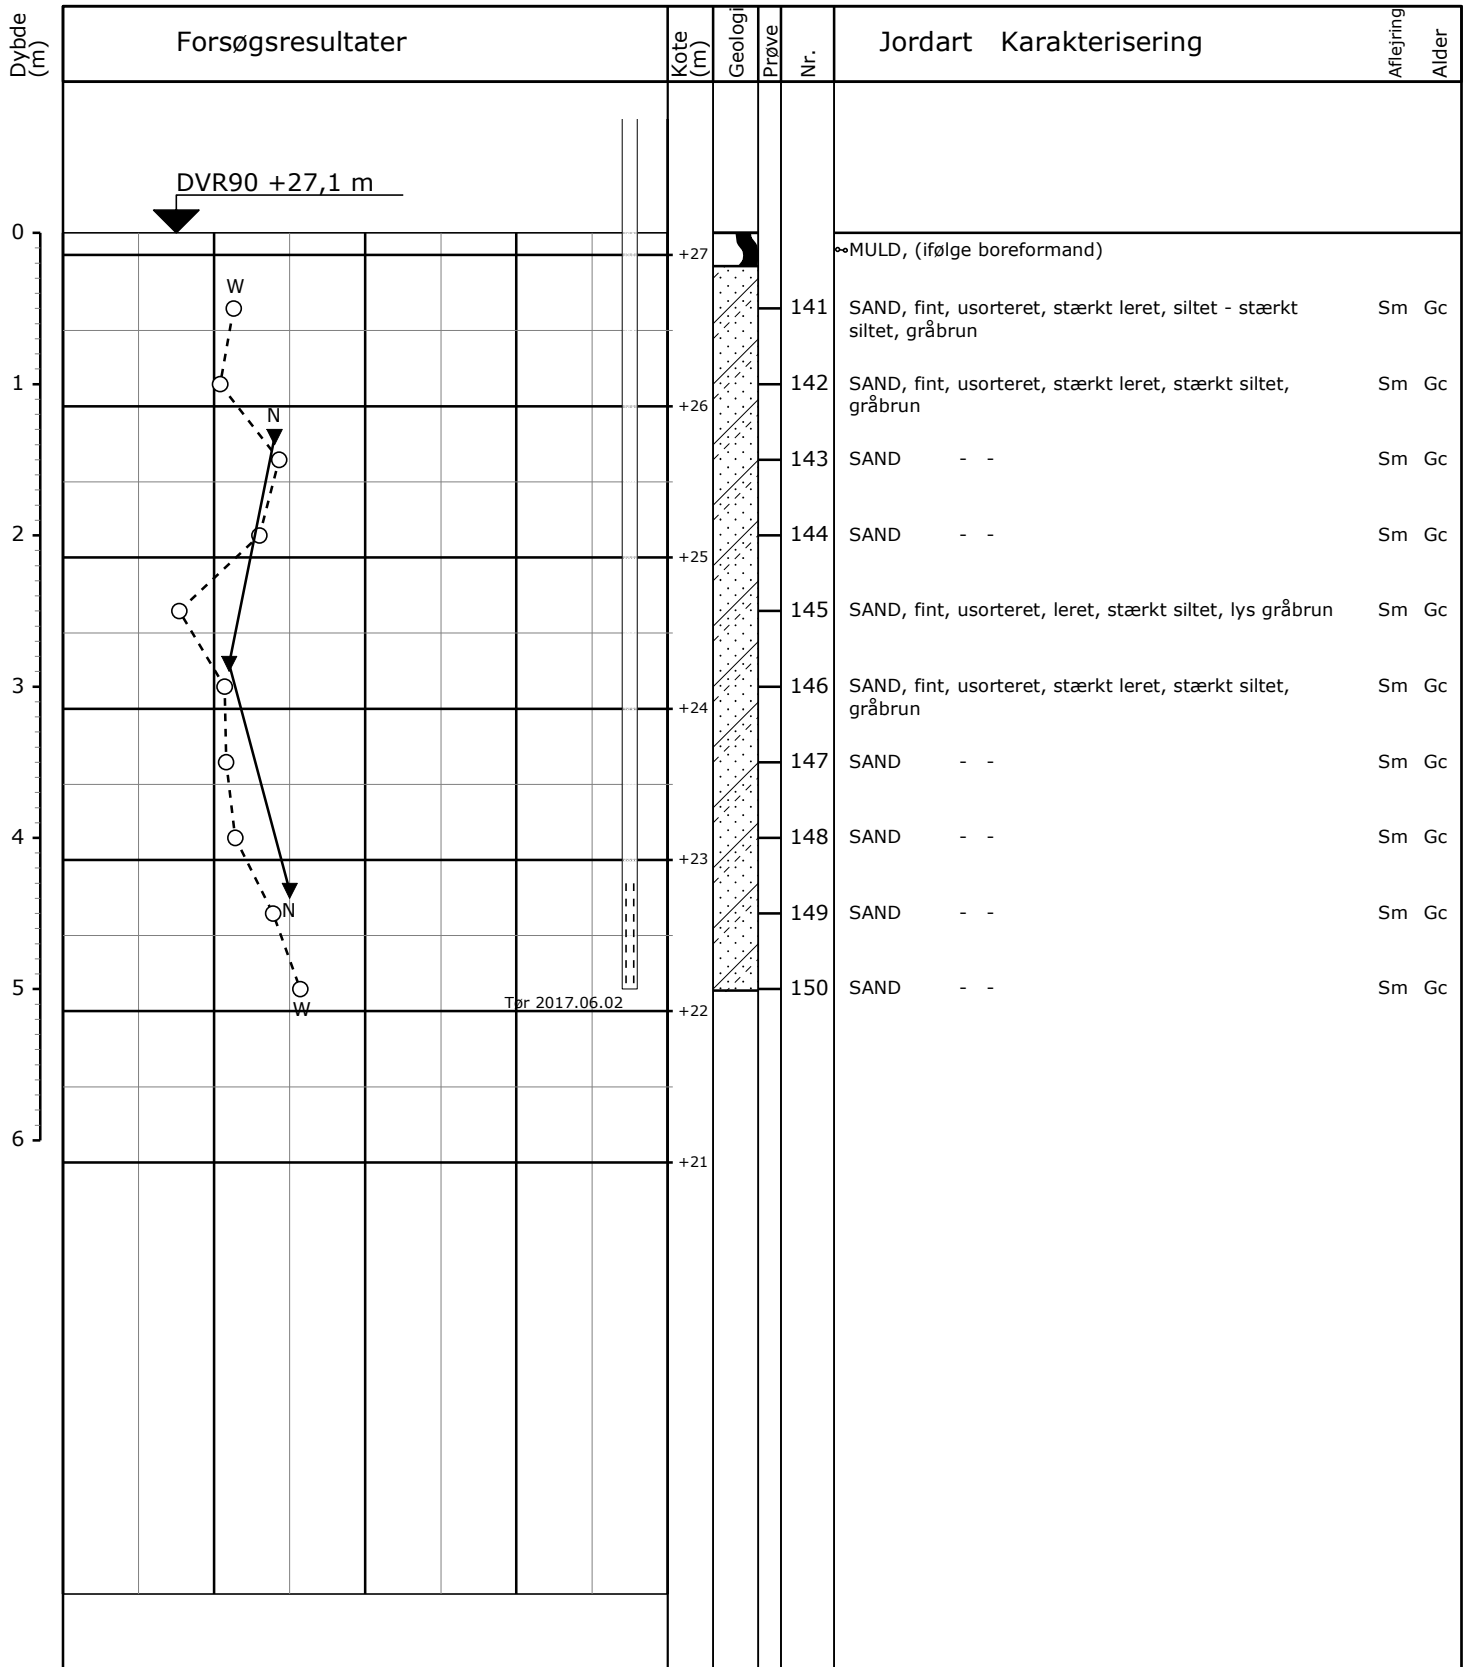 Dybde (m)
Forsøgsresultater
Kote (m)
Geologi
Prøve
Nr.
Jordart Karakterisering
Aflejring
Alder
DVR90 +27,1 m
0
+27
MULD, (ifølge boreformand)
W
141 SAND, fint, usorteret, stærkt leret, siltet - stærkt Sm Gc
siltet, gråbrun
1
142 SAND, fint, usorteret, stærkt leret, stærkt siltet, Sm Gc
gråbrun
+26
N
143 SAND - - Sm Gc
2
144 SAND - - Sm Gc
+25
145 SAND, fint, usorteret, leret, stærkt siltet, lys gråbrun Sm Gc
3
146 SAND, fint, usorteret, stærkt leret, stærkt siltet, Sm Gc
gråbrun
+24
147 SAND - - Sm Gc
4
148 SAND - - Sm Gc
+23
N
149 SAND - - Sm Gc
5
150 SAND - - Sm Gc
Tør 2017.06.02
W
+22
6
+21